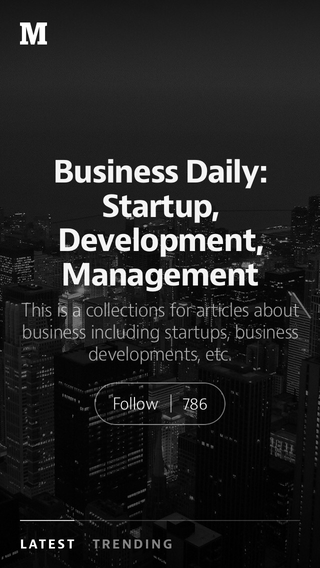 M
Business Daily:
Startup,
Development,
Management
This is a collections for articles about
business including startups, business
developments, etc.
Follow | 786
LATEST TRENDING